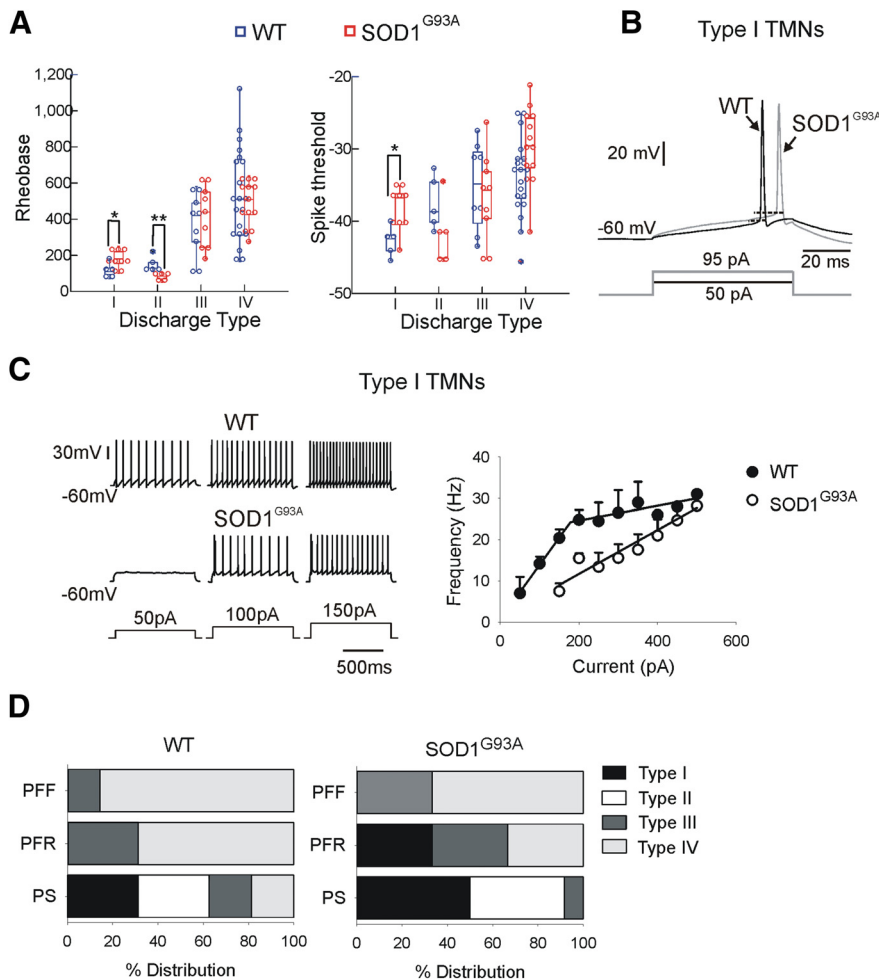 A
WT
SOD1G93A
Rheobase
1,200
1,000
800
600
400
200
0
*
**
I
II
III
IV
Discharge Type
Spike threshold
-20
-30
-40
-50
*
I
II
III
IV
Discharge Type
B
Type I TMNs
WT
SOD1G93A
20 mV
-60 mV
20 ms
95 pA
50 pA
C
Type I TMNs
WT
30mV
-60mV
SOD1G93A
-60mV
50pA
100pA
150pA
500ms
Frequency (Hz)
40
30
20
10
0
0
200
400
600
Current (pA)
WT
SOD1G93A
D
WT
PFF
PFR
PS
0
20
40
60
80
100
% Distribution
SOD1G93A
PFF
PFR
PS
0
20
40
60
80
100
% Distribution
Type I
Type II
Type III
Type IV